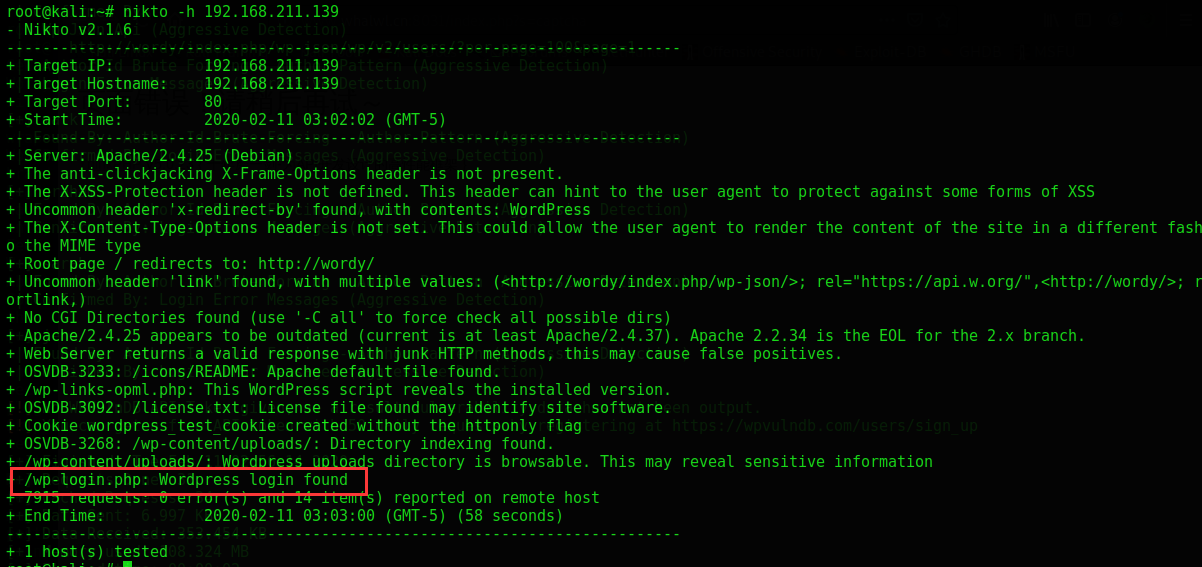 root@kali:~# nikto -h 192.168.211.139
- Nikto v2.1.6
---------------------------------------------------------------------------
+ Target IP:          192.168.211.139
+ Target Hostname:    192.168.211.139
+ Target Port:        80
+ Start Time:         2020-02-11 03:02:02 (GMT-5)
---------------------------------------------------------------------------
+ Server: Apache/2.4.25 (Debian)
+ The anti-clickjacking X-Frame-Options header is not present.
+ The X-XSS-Protection header is not defined. This header can hint to the user agent to protect against some forms of XSS
+ Uncommon header 'x-redirect-by' found, with contents: WordPress
+ The X-Content-Type-Options header is not set. This could allow the user agent to render the content of the site in a different fash
o the MIME type
+ Root page / redirects to: http://wordy/
+ Uncommon header 'link' found, with multiple values: (<http://wordy/index.php/wp-json/>; rel="https://api.w.org/",<http://wordy/>; r
ortlink,)
+ No CGI Directories found (use '-C all' to force check all possible dirs)
+ Apache/2.4.25 appears to be outdated (current is at least Apache/2.4.37). Apache 2.2.34 is the EOL for the 2.x branch.
+ Web Server returns a valid response with junk HTTP methods, this may cause false positives.
+ OSVDB-3233: /icons/README: Apache default file found.
+ /wp-links-opml.php: This WordPress script reveals the installed version.
+ OSVDB-3092: /license.txt: License file found may identify site software.
+ Cookie wordpress_test_cookie created without the httponly flag
+ OSVDB-3268: /wp-content/uploads/: Directory indexing found.
+ /wp-content/uploads/: Wordpress uploads directory is browsable. This may reveal sensitive information
+ /wp-login.php: Wordpress login found
+ 7915 requests: 0 error(s) and 14 item(s) reported on remote host
+ End Time:           2020-02-11 03:03:00 (GMT-5) (58 seconds)
---------------------------------------------------------------------------
+ 1 host(s) tested
root@kali:~#